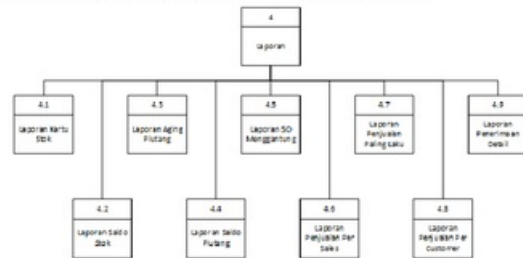 4
Laporan
4.1
Laporan Kartu
Stok
4.3
Laporan Aging
Piutang
4.5
Laporan SO
Menggantung
4.7
Laporan
Penjualan
Paling Laku
4.9
Laporan
Penerimaan
Detail
4.2
Laporan Saldo
Stok
4.4
Laporan Saldo
Piutang
4.6
Laporan
Penjualan Per
Sales
4.8
Laporan
Penjualan Per
Customer